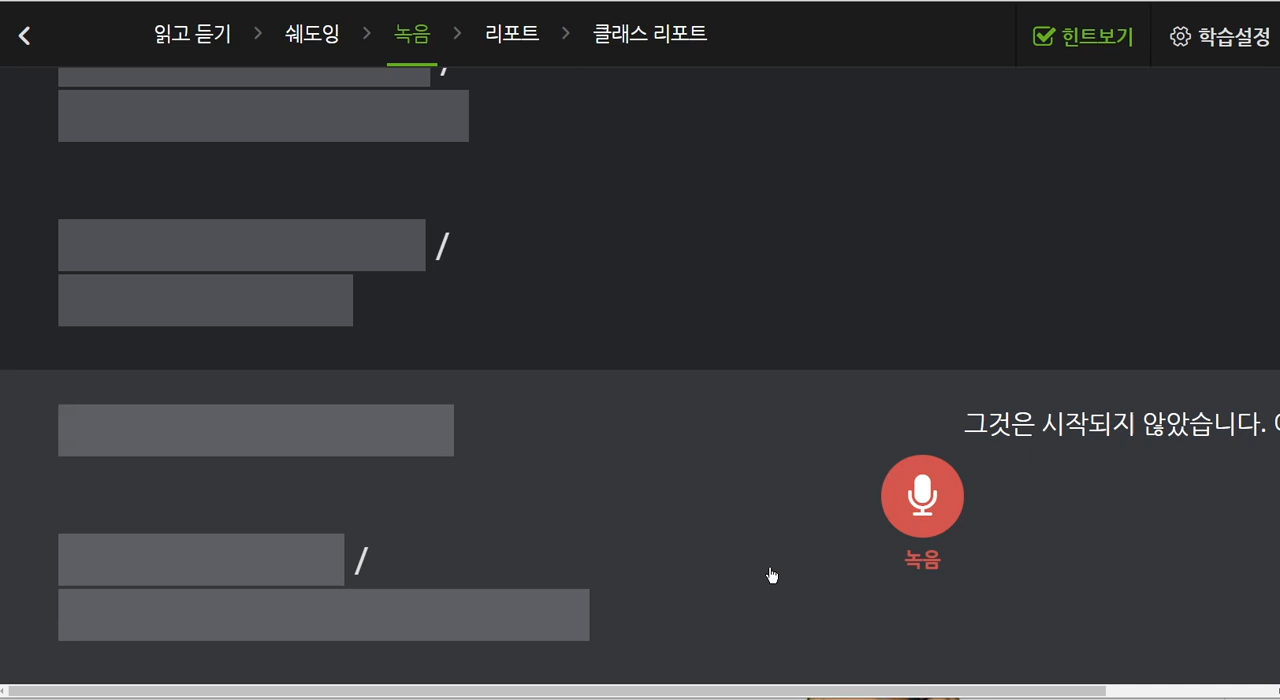 읽고 듣기 > 쉐도잉 > 녹음 > 리포트 > 클래스 리포트
힌트보기
학습설정
/
/
그것은 시작되지 않았습니다.
녹음
/